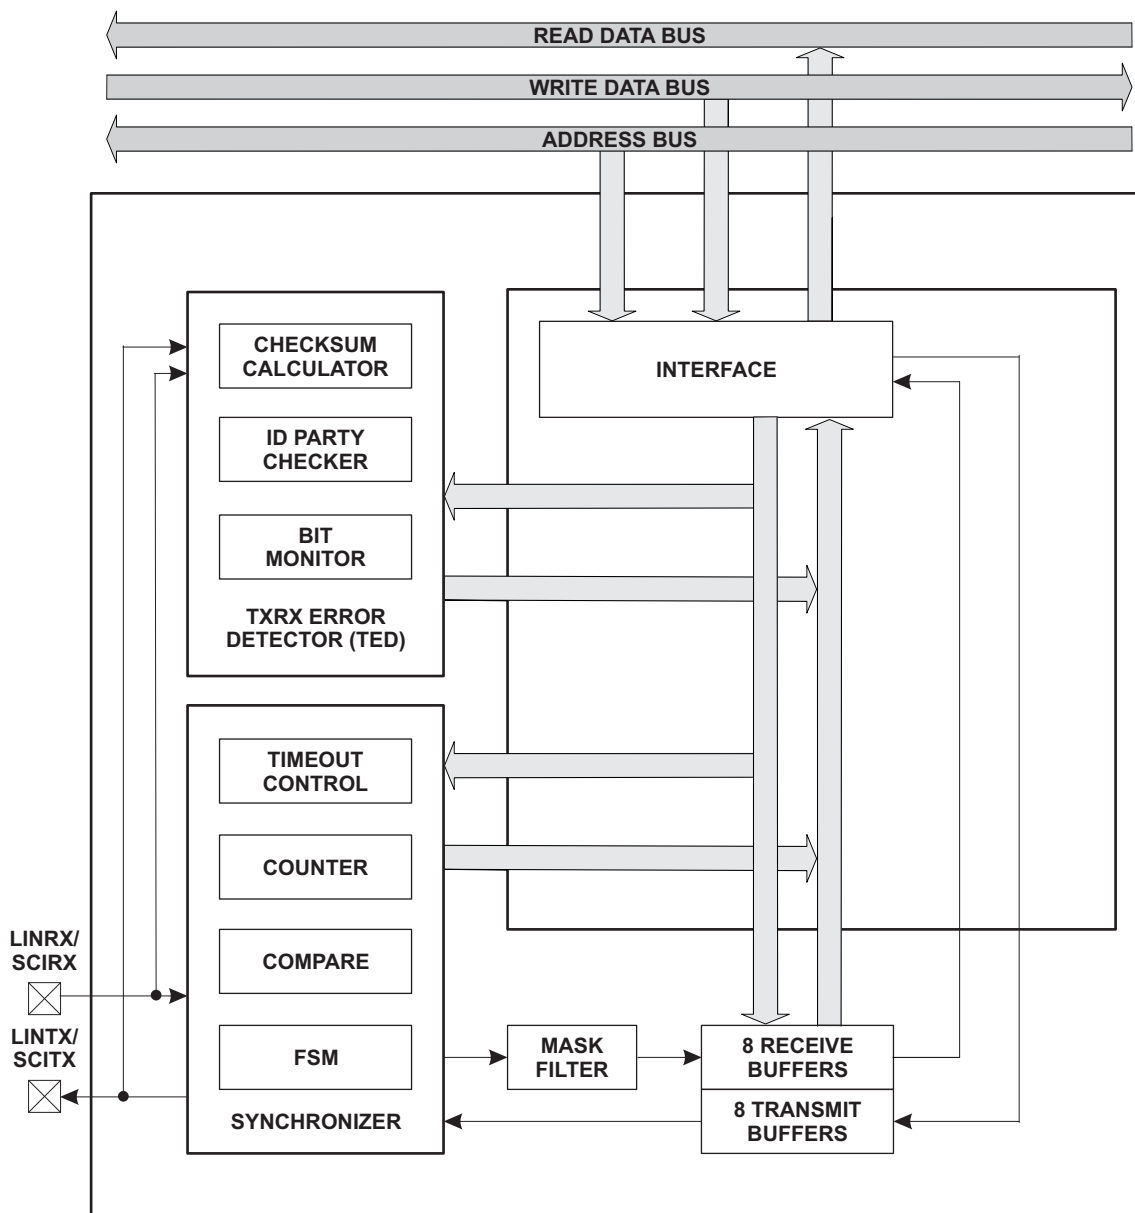 READ DATA BUS
WRITE DATA BUS
ADDRESS BUS
CHECKSUM
CALCULATOR
INTERFACE
ID PARTY
CHECKER
BIT
MONITOR
TXRX ERROR
DETECTOR (TED)
TIMEOUT
CONTROL
COUNTER
COMPARE
LINRX/
SCIRX
LINTX/
SCITX
FSM
MASK
FILTER
8 RECEIVE
BUFFERS
8 TRANSMIT
BUFFERS
SYNCHRONIZER